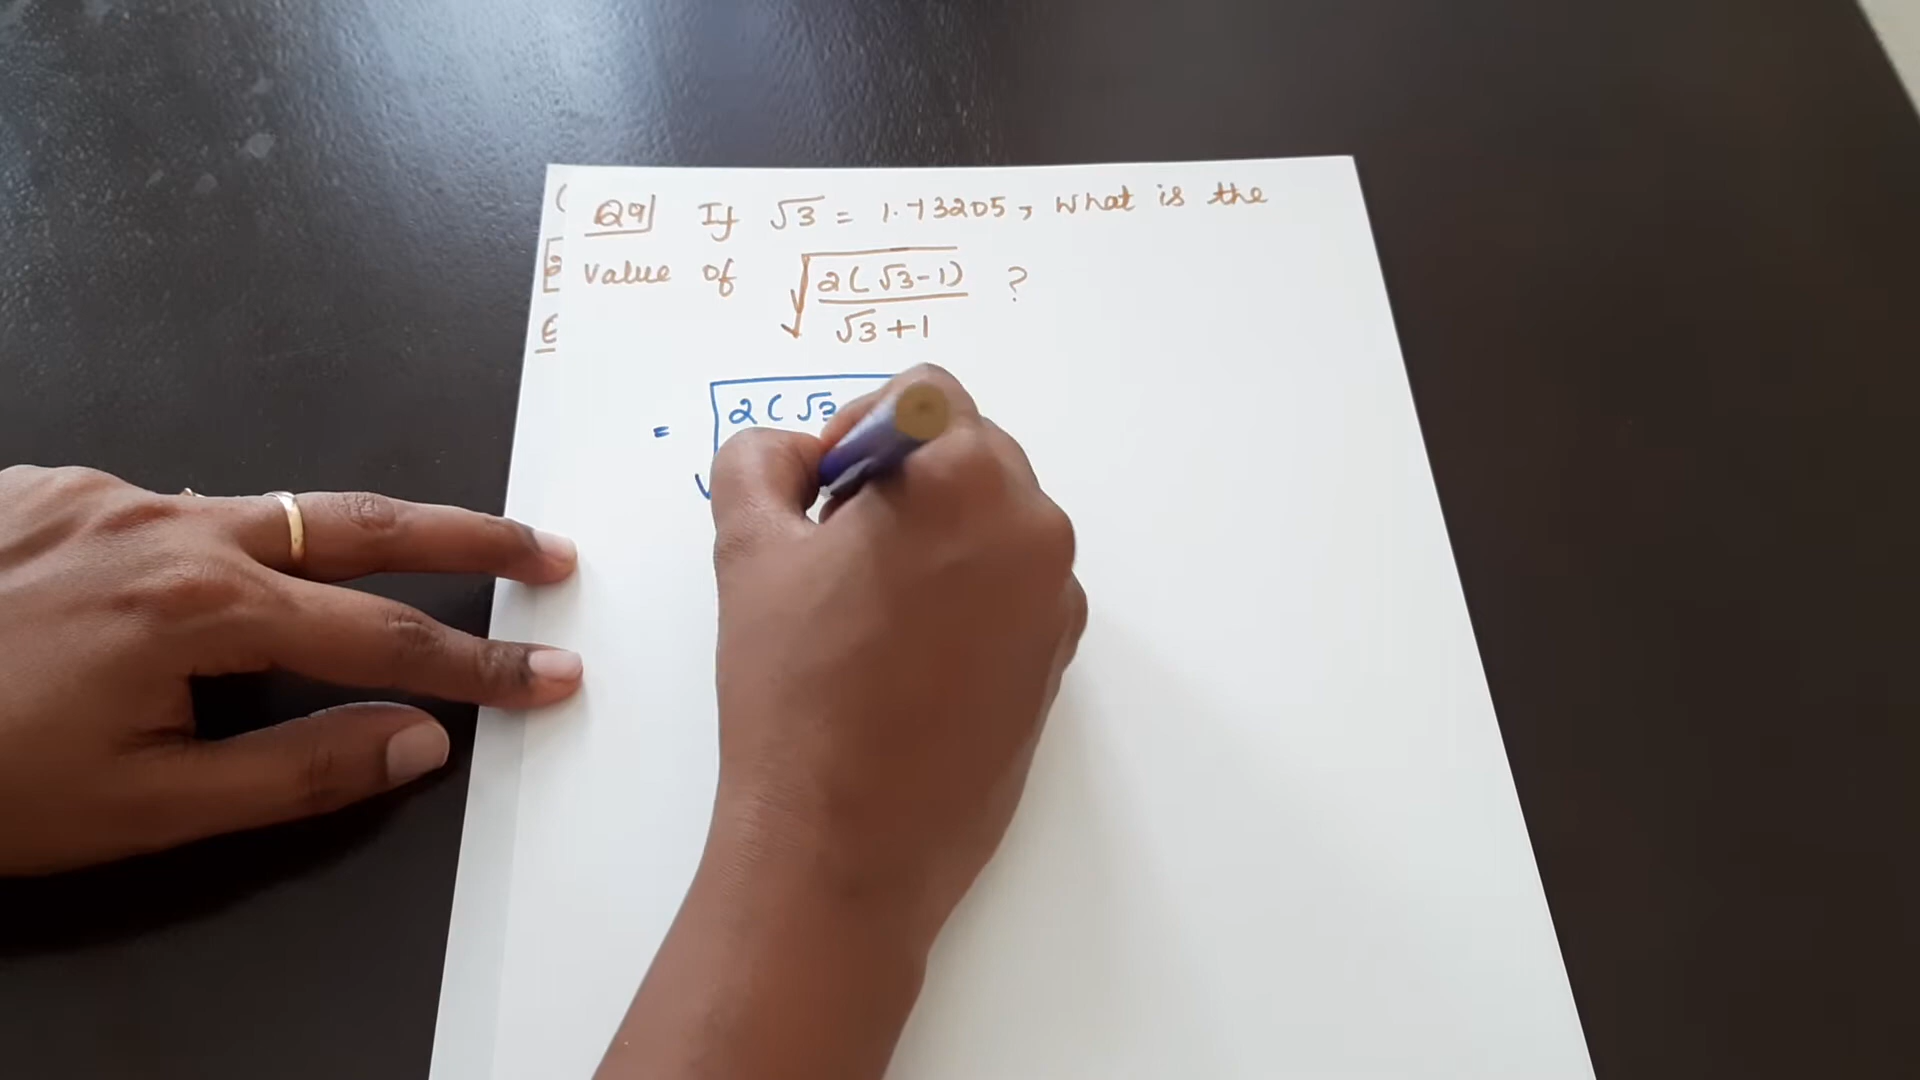 Q9 If √3 = 1.73205, What is the
value of √(2(√3-1)/√3+1) ?
= √2(√3